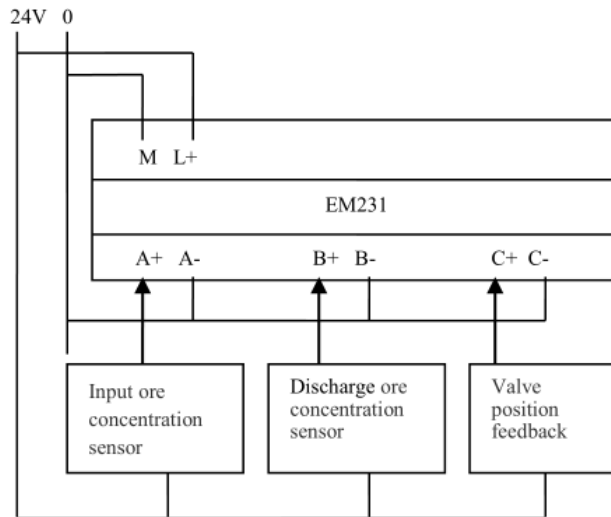 24V 0
M L+
EM231
A+ A- B+ B- C+ C-
Input ore
concentration
sensor
Discharge ore
concentration
sensor
Valve
position
feedback